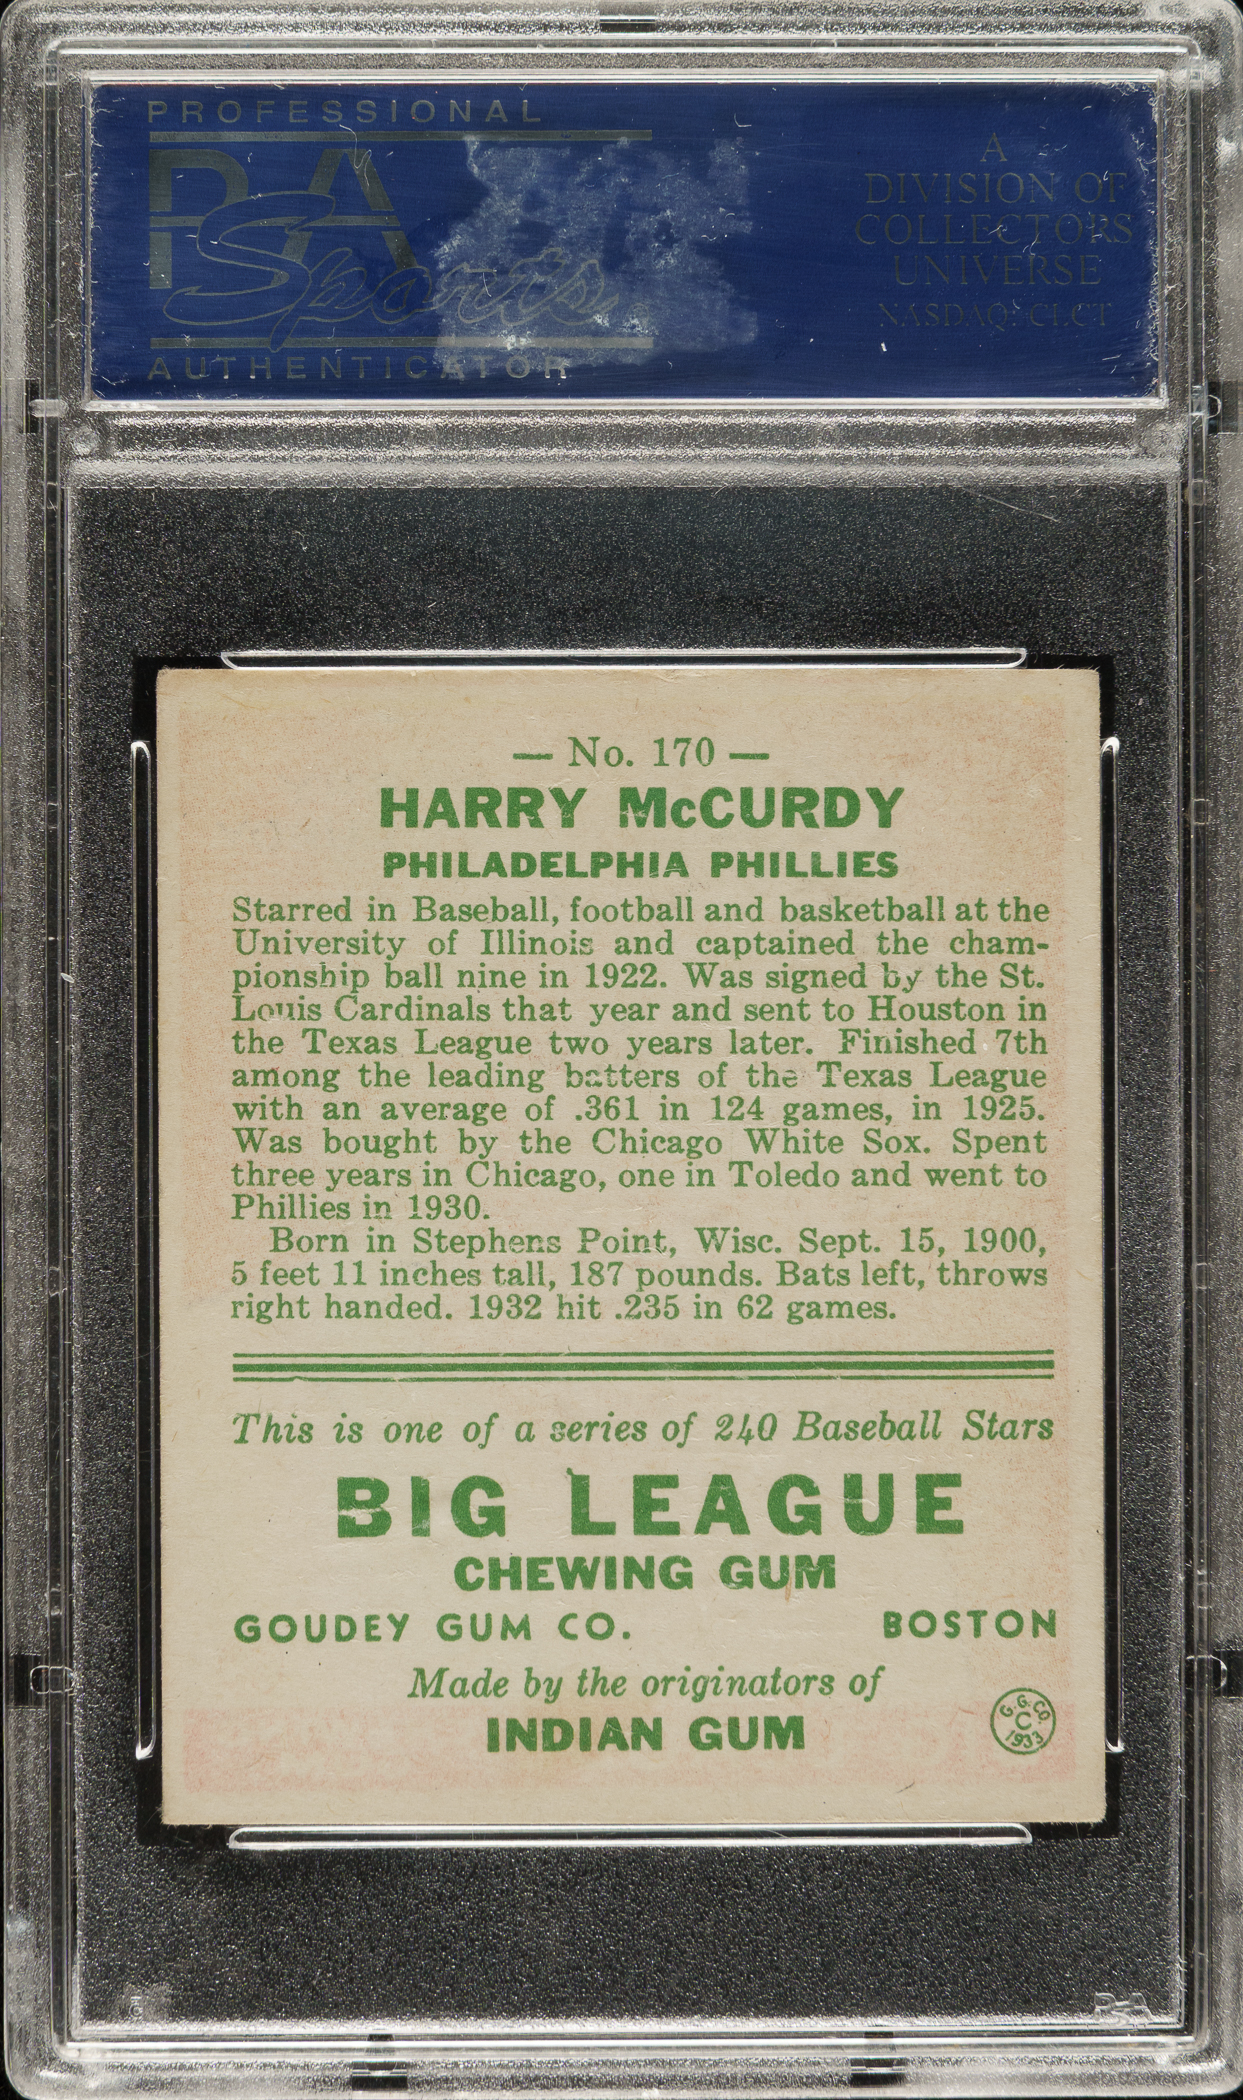 PROFESSIONAL
PSA
Sports
AUTHENTICATOR
A
DIVISION OF
COLLECTORS
UNIVERSE
NASDAQ: CLCT
— No. 170 —
HARRY McCURDY
PHILADELPHIA PHILLIES
Starred in Baseball, football and basketball at the
University of Illinois and captained the cham-
pionship ball nine in 1922. Was signed by the St.
Louis Cardinals that year and sent to Houston in
the Texas League two years later. Finished 7th
among the leading batters of the Texas League
with an average of .361 in 124 games, in 1925.
Was bought by the Chicago White Sox. Spent
three years in Chicago, one in Toledo and went to
Phillies in 1930.
Born in Stephens Point, Wisc. Sept. 15, 1900,
5 feet 11 inches tall, 187 pounds. Bats left, throws
right handed. 1932 hit .235 in 62 games.
This is one of a series of 240 Baseball Stars
BIG LEAGUE
CHEWING GUM
GOUDEY GUM CO. BOSTON
Made by the originators of
INDIAN GUM
G. G. CO.
C
1933
PSA